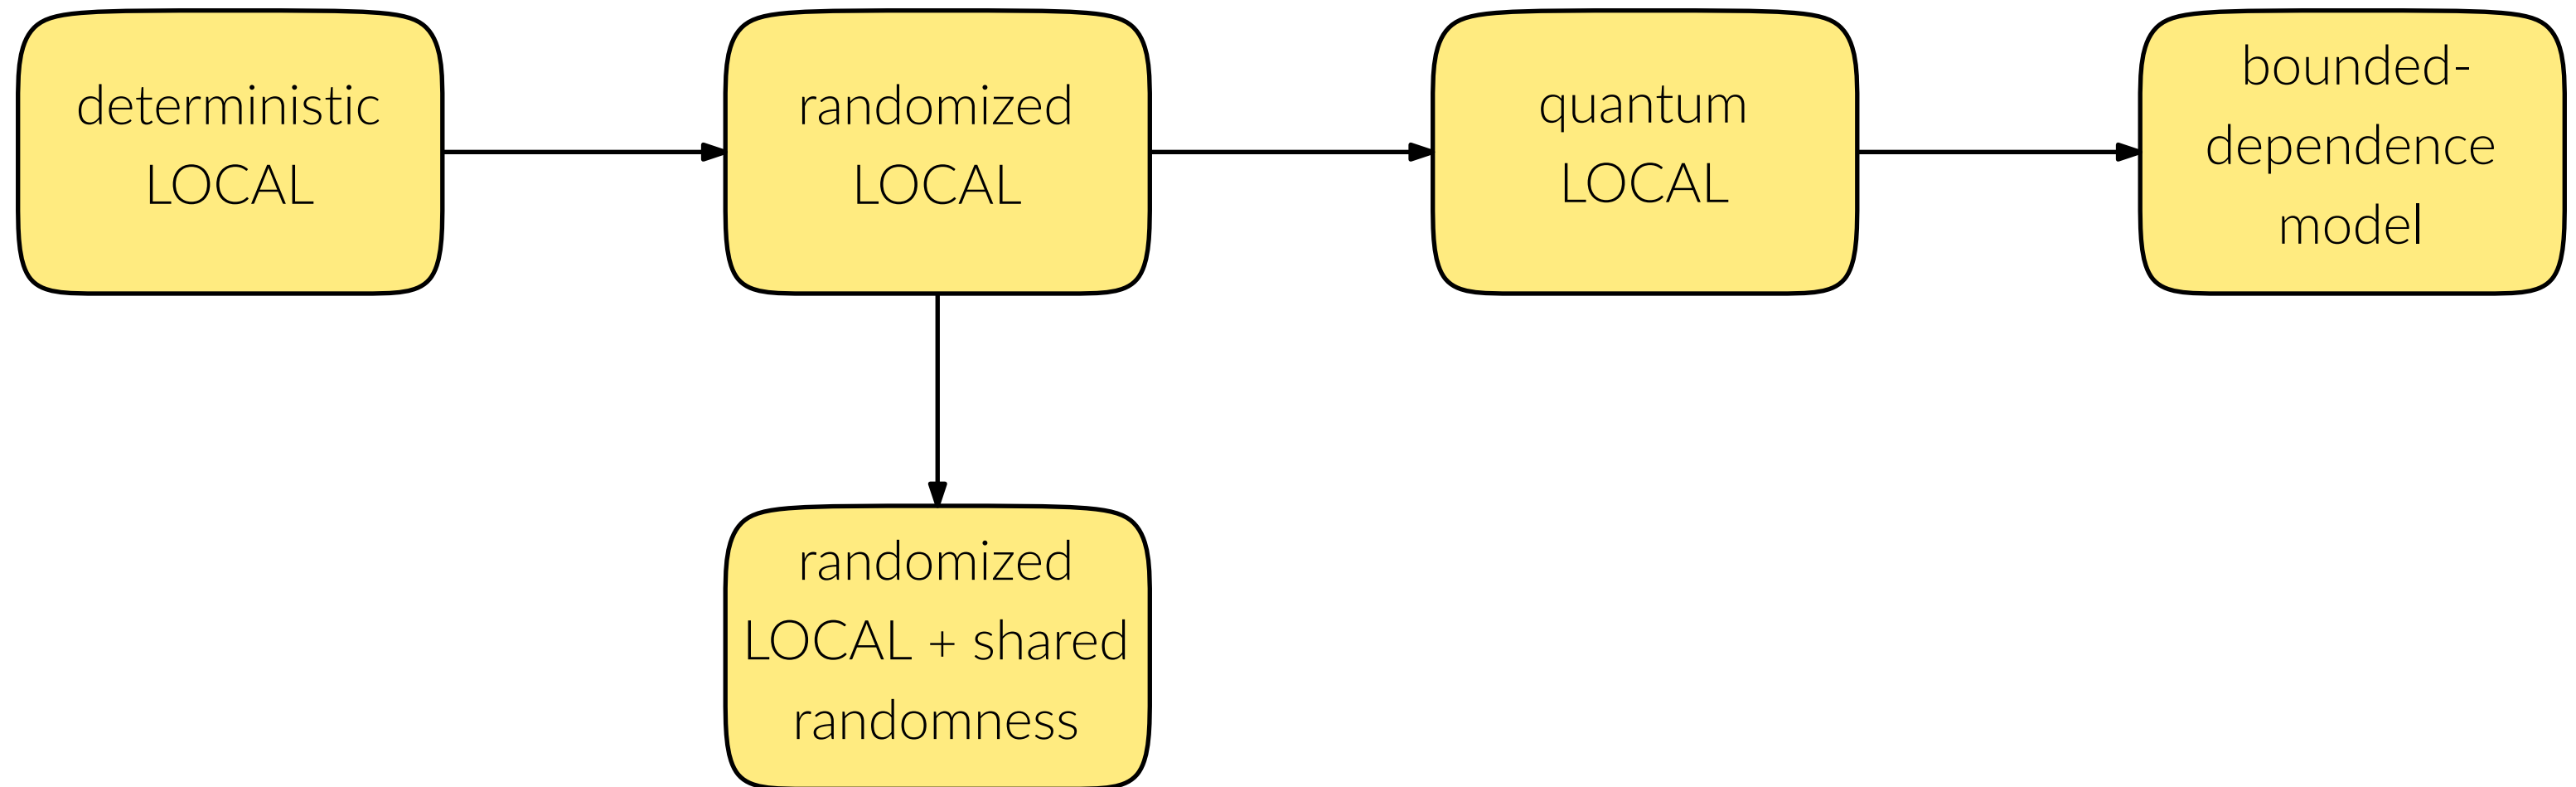 deterministic
LOCAL
randomized
LOCAL
quantum
LOCAL
bounded-
dependence
model
randomized
LOCAL + shared
randomness